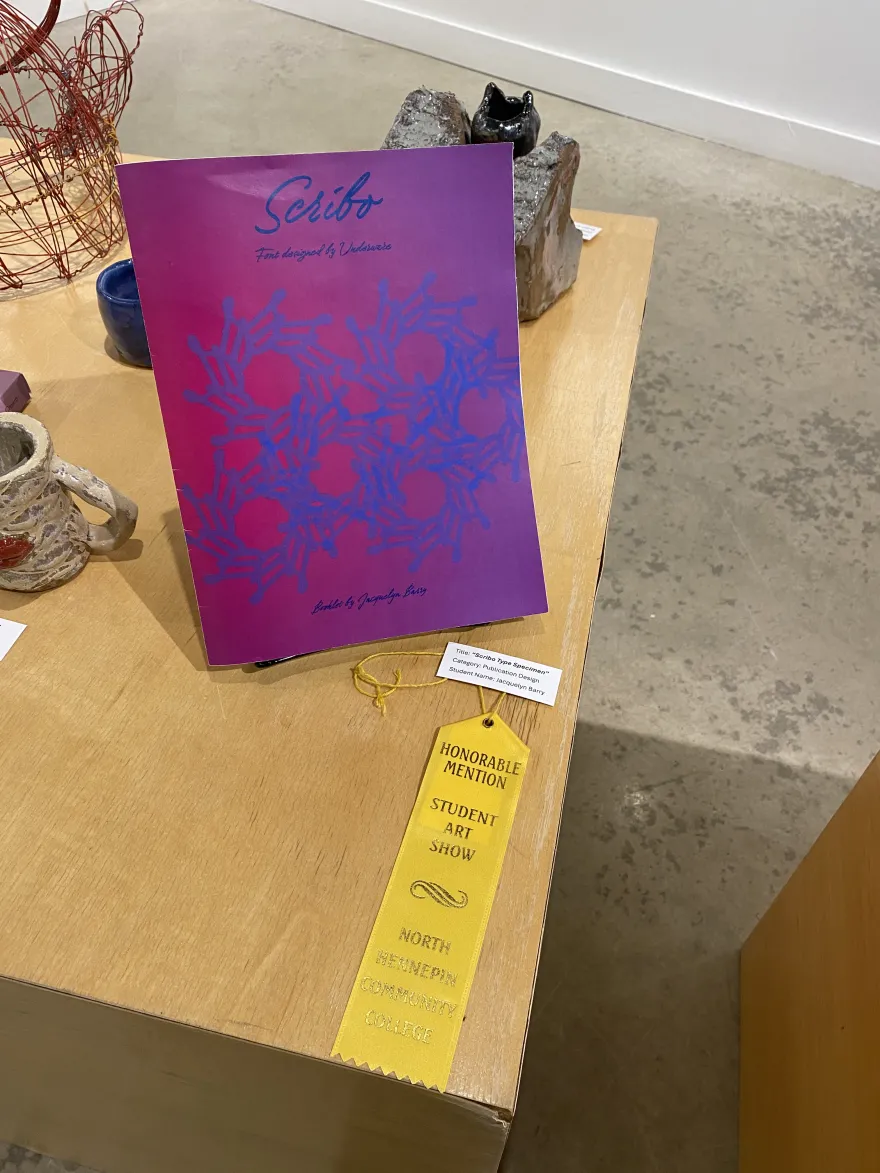 Scribo
Font designed by Underware
Booklet by Jacquelyn Barry
Title: "Scribo Type Specimen"
Category: Publication Design
Student Name: Jacquelyn Barry
HONORABLE
MENTION
STUDENT
ART
SHOW
NORTH
HENNEPIN
COMMUNITY
COLLEGE